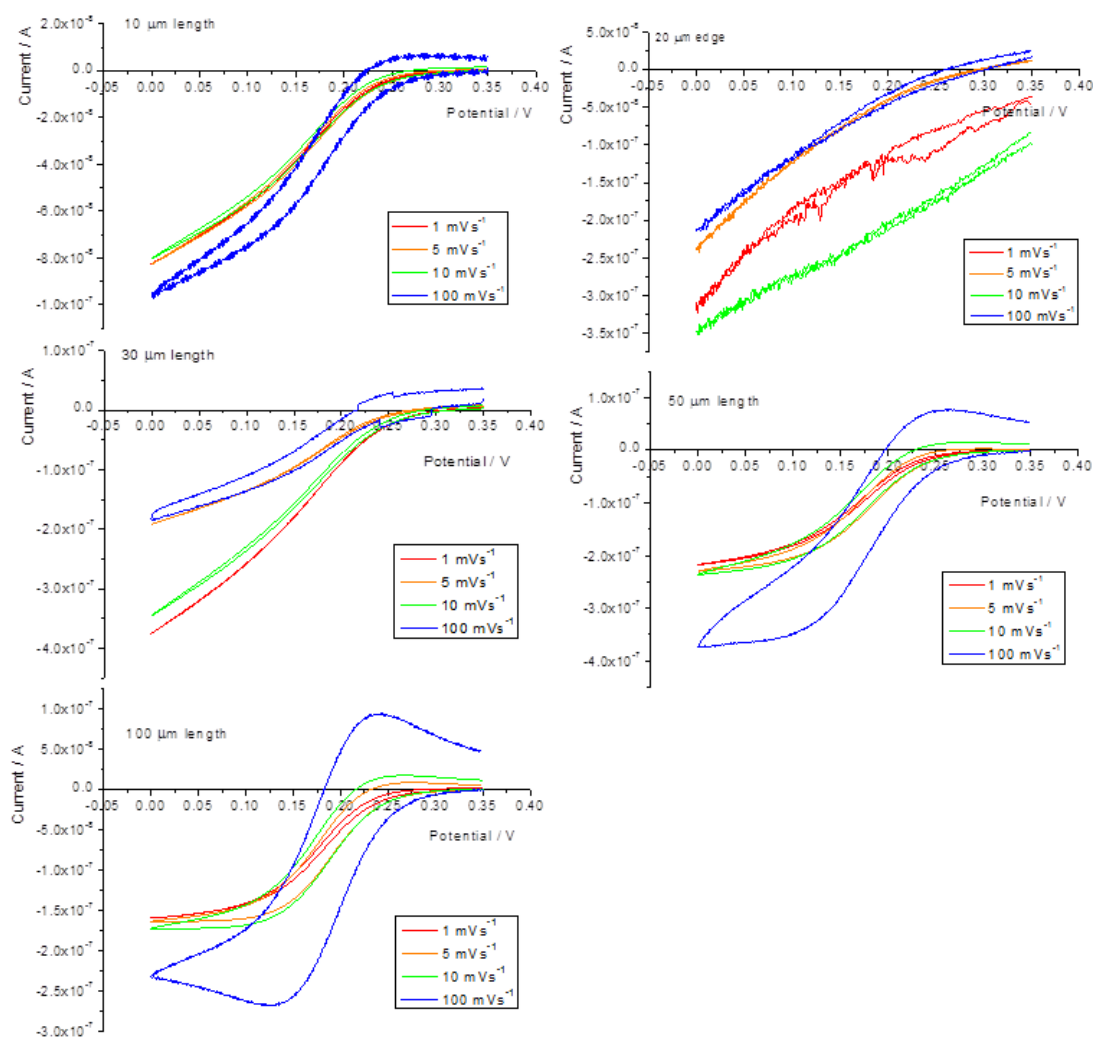 10 µm length
Current / A
2.0x10⁻⁸
0.0
-2.0x10⁻⁸
-4.0x10⁻⁸
-6.0x10⁻⁸
-8.0x10⁻⁸
-1.0x10⁻⁷
-0.05 0.00 0.05 0.10 0.15 0.20 0.25 0.30 0.35 0.40
Potential / V
1 mVs⁻¹
5 mVs⁻¹
10 mVs⁻¹
100 mVs⁻¹
20 µm edge
Current / A
5.0x10⁻⁸
0.0
-5.0x10⁻⁸
-1.0x10⁻⁷
-1.5x10⁻⁷
-2.0x10⁻⁷
-2.5x10⁻⁷
-3.0x10⁻⁷
-3.5x10⁻⁷
-0.05 0.00 0.05 0.10 0.15 0.20 0.25 0.30 0.35 0.40
Potential / V
1 mVs⁻¹
5 mVs⁻¹
10 mVs⁻¹
100 mVs⁻¹
30 µm length
Current / A
1.0x10⁻⁷
0.0
-1.0x10⁻⁷
-2.0x10⁻⁷
-3.0x10⁻⁷
-4.0x10⁻⁷
-0.05 0.00 0.05 0.10 0.15 0.20 0.25 0.30 0.35 0.40
Potential / V
1 mVs⁻¹
5 mVs⁻¹
10 mVs⁻¹
100 mVs⁻¹
50 µm length
Current / A
1.0x10⁻⁷
0.0
-1.0x10⁻⁷
-2.0x10⁻⁷
-3.0x10⁻⁷
-4.0x10⁻⁷
-0.05 0.00 0.05 0.10 0.15 0.20 0.25 0.30 0.35 0.40
Potential / V
1 mVs⁻¹
5 mVs⁻¹
10 mVs⁻¹
100 mVs⁻¹
100 µm length
Current / A
1.0x10⁻⁷
5.0x10⁻⁸
0.0
-5.0x10⁻⁸
-1.0x10⁻⁷
-1.5x10⁻⁷
-2.0x10⁻⁷
-2.5x10⁻⁷
-3.0x10⁻⁷
-0.05 0.00 0.05 0.10 0.15 0.20 0.25 0.30 0.35 0.40
Potential / V
1 mVs⁻¹
5 mVs⁻¹
10 mVs⁻¹
100 mVs⁻¹